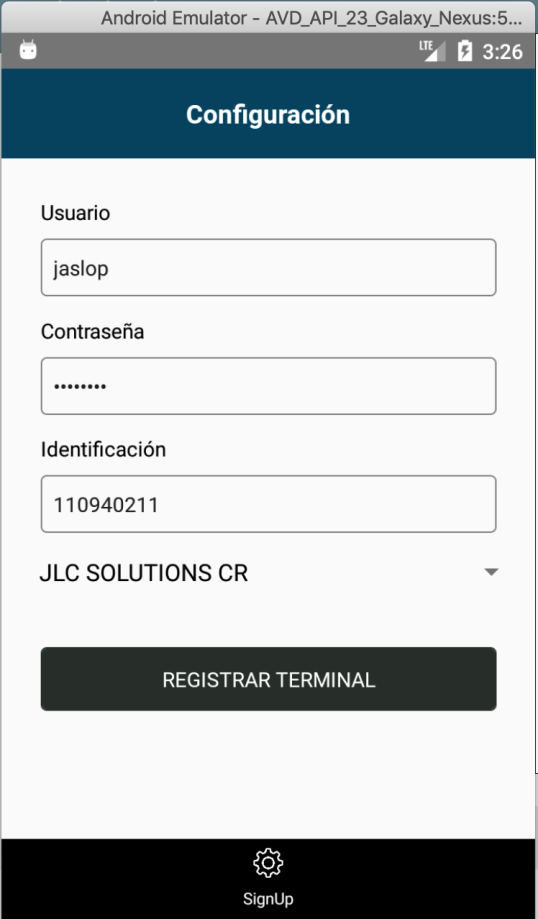 Android Emulator - AVD_API_23_Galaxy_Nexus:5...
LTE 3:26
Configuración
Usuario
jaslop
Contraseña
••••••••
Identificación
110940211
JLC SOLUTIONS CR
REGISTRAR TERMINAL
SignUp